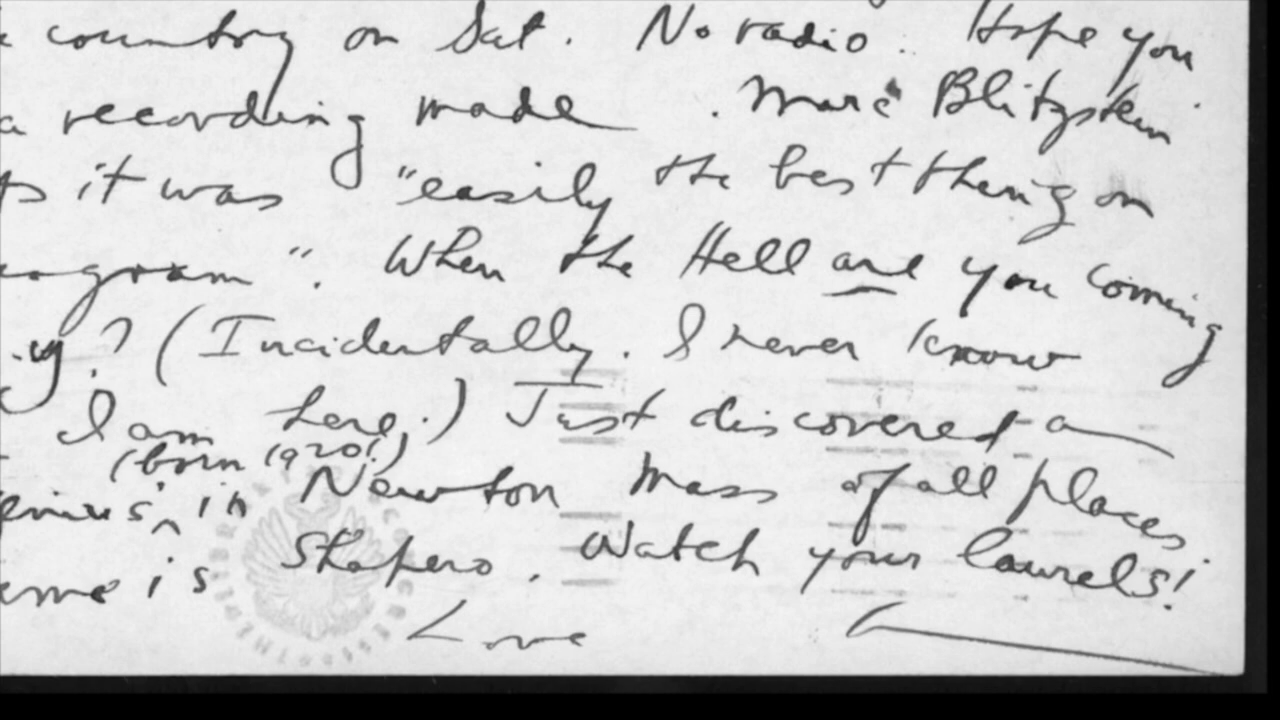 country on Sat. No radio. Hope you
a recording made. Marc Blitzstein
it was "easily the best thing on
When the Hell are you coming
? (Incidentally, I never know
I am here.) Just discovered a
(born 1920!)
in Newton Mass of all places
is Shapero. Watch your laurels!
Love